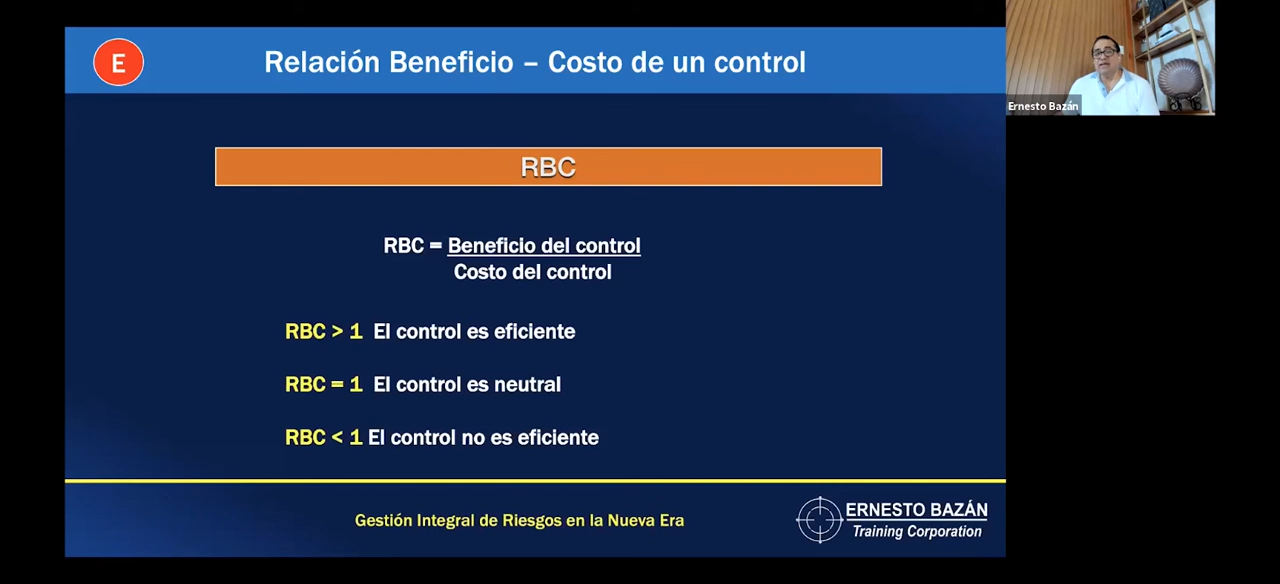 E
Relación Beneficio – Costo de un control
Ernesto Bazán
RBC
RBC = Beneficio del control
Costo del control
RBC > 1 El control es eficiente
RBC = 1 El control es neutral
RBC < 1 El control no es eficiente
Gestión Integral de Riesgos en la Nueva Era
ERNESTO BAZÁN
Training Corporation